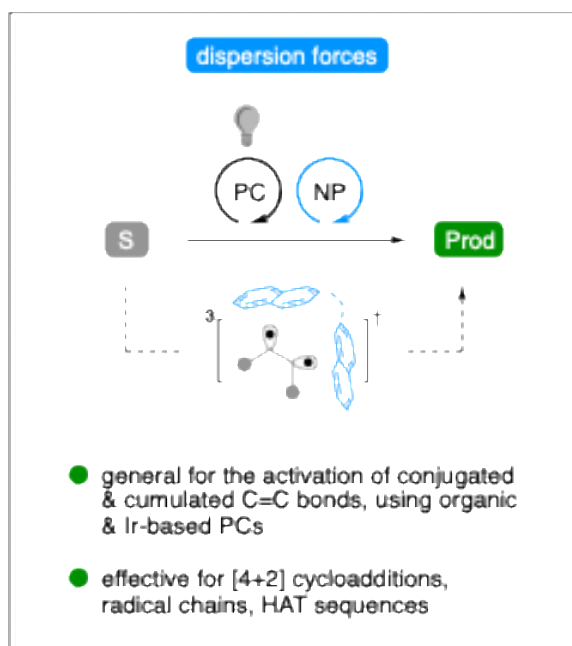 dispersion forces
PC NP
S Prod
3 †
general for the activation of conjugated
& cumulated C=C bonds, using organic
& Ir-based PCs
effective for [4+2] cycloadditions,
radical chains, HAT sequences